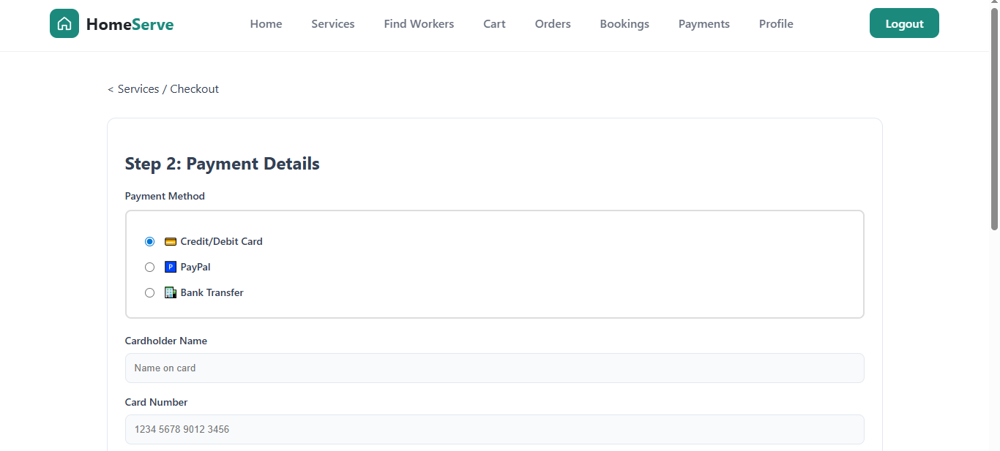 HomeServe Home Services Find Workers Cart Orders Bookings Payments Profile Logout
< Services / Checkout
Step 2: Payment Details
Payment Method
Credit/Debit Card
P PayPal
Bank Transfer
Cardholder Name
Name on card
Card Number
1234 5678 9012 3456